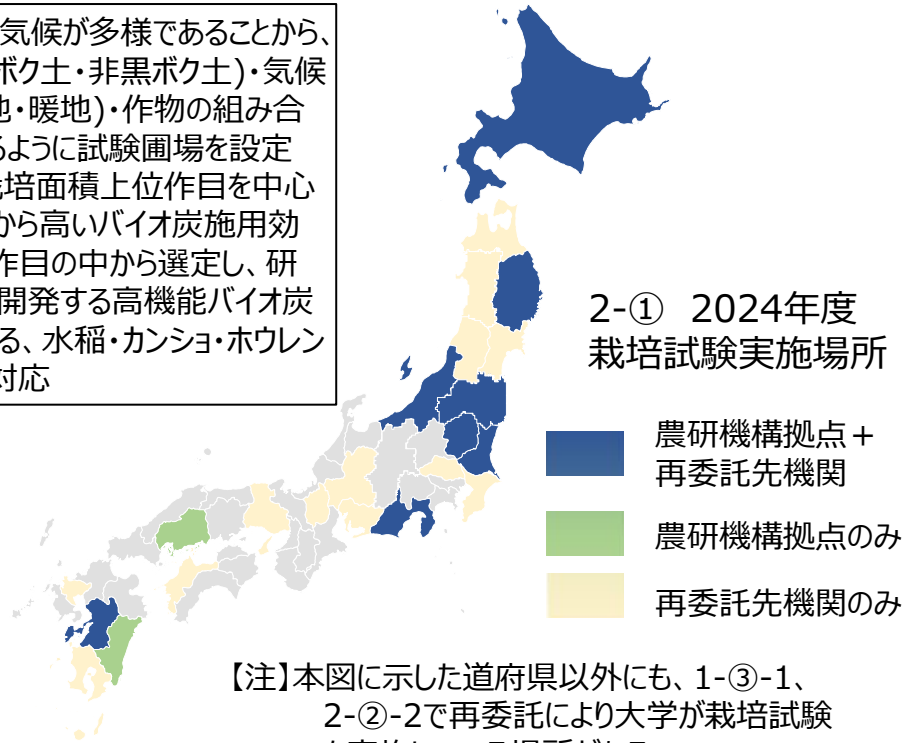 気候が多様であることから、
ボク土・非黒ボク土)・気候
・暖地)・作物の組み合
るように試験圃場を設定
培面積上位作目を中心
から高いバイオ炭施用効
作目の中から選定し、研
開発する高機能バイオ炭
る、水稲・カンショ・ホウレン
対応
2-① 2024年度
栽培試験実施場所
農研機構拠点+
再委託先機関
農研機構拠点のみ
再委託先機関のみ
【注】本図に示した道府県以外にも、1-③-1、
2-②-2で再委託により大学が栽培試験